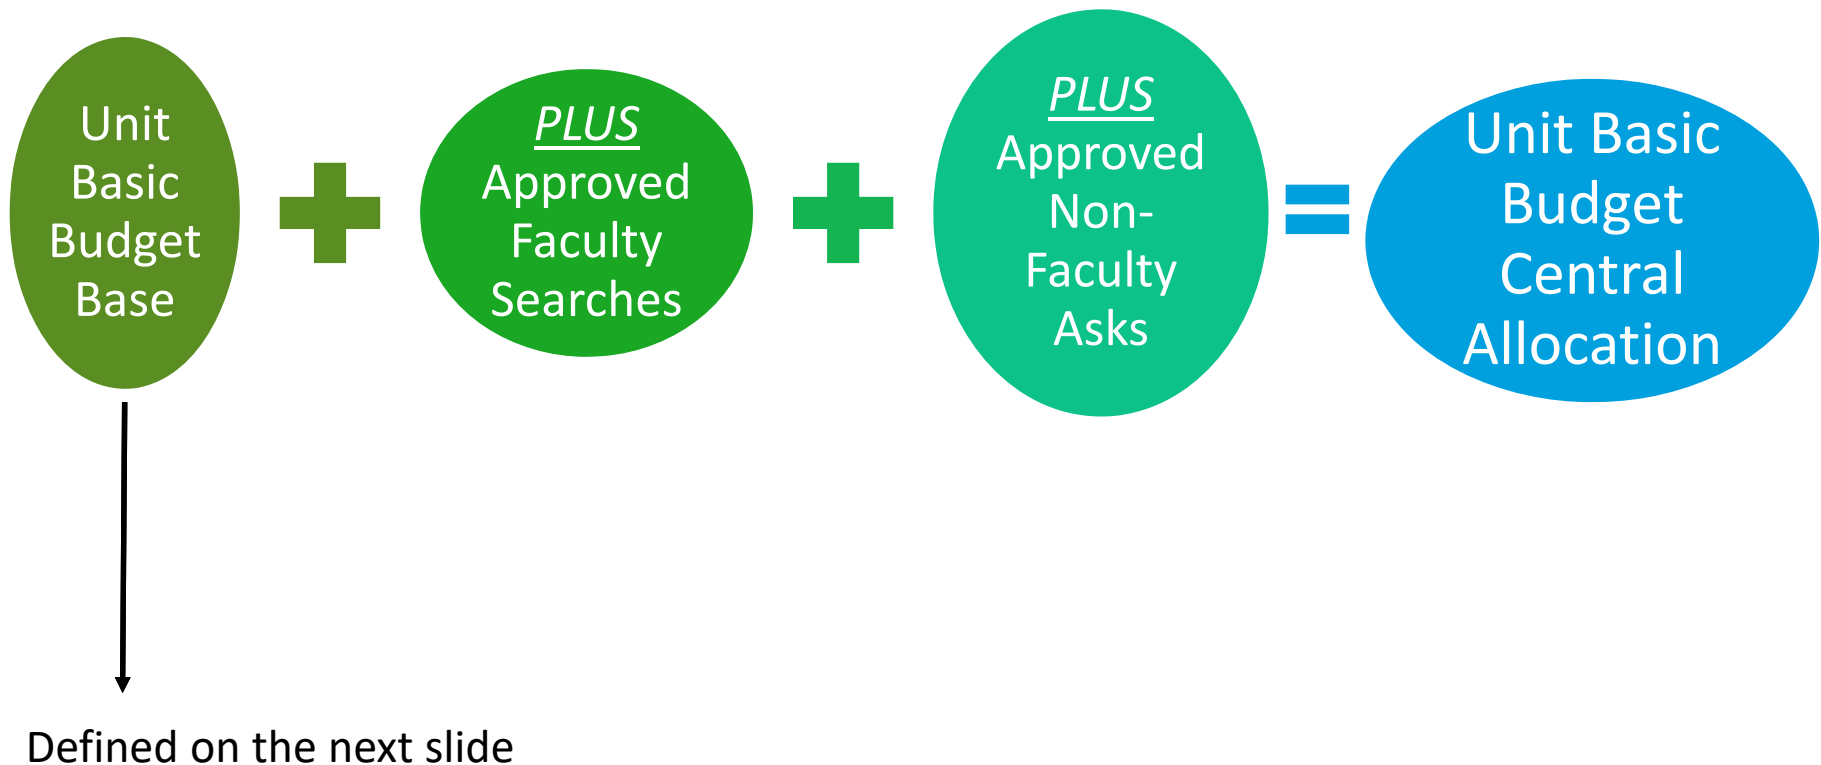 Unit
Basic
Budget
Base
PLUS
Approved
Faculty
Searches
PLUS
Approved
Non-
Faculty
Asks
Unit Basic
Budget
Central
Allocation
Defined on the next slide